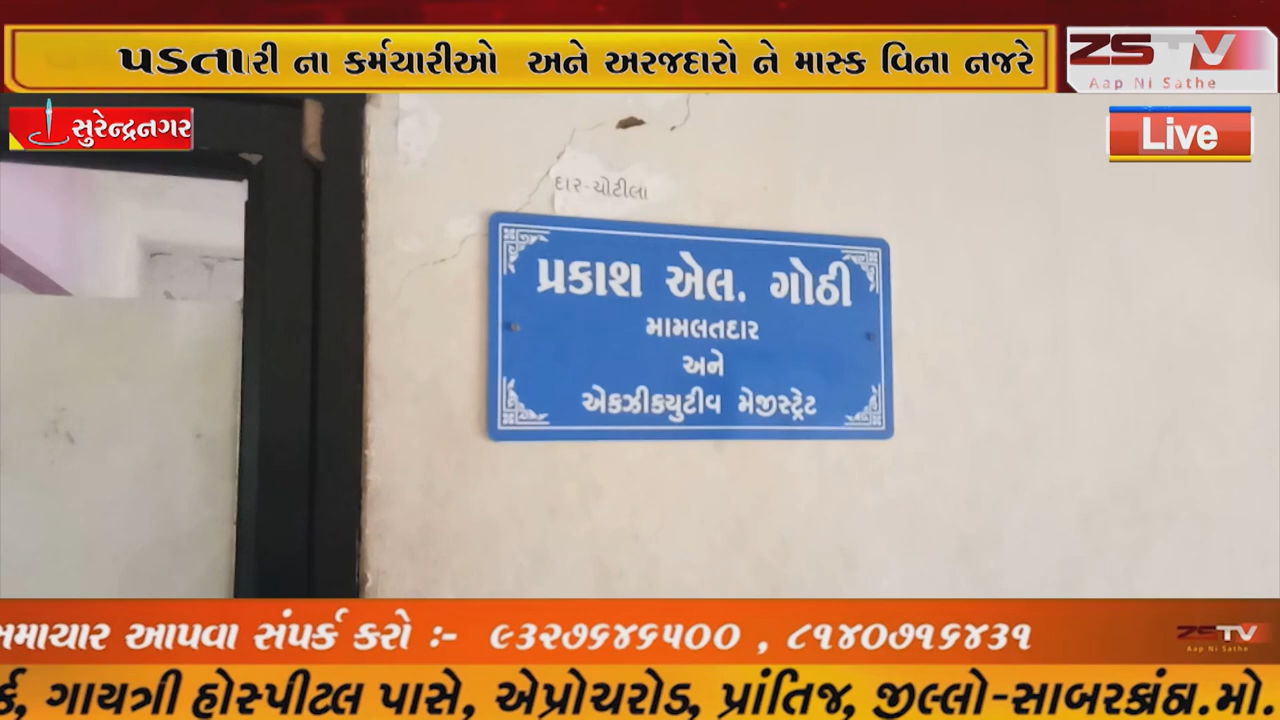 પડતારી ના કર્મચારીઓ અને અરજદારો ને માસ્ક વિના નજરે
ZSTV
Aap Ni Sathe
સુરેન્દ્રનગર
Live
દાર-ચોટીલા
પ્રકાશ એલ. ગોઠી
મામલતદાર
અને
એકઝીકયુટીવ મેજીસ્ટ્રેટ
સમાચાર આપવા સંપર્ક કરો :- ૯૩૨૭૬૪૬૫૦૦ , ૮૧૪૦૭૧૬૪૩૧
ZSTV
Aap Ni Sathe
ગાયત્રી હોસ્પીટલ પાસે, એપ્રોચરોડ, પ્રાંતિજ, જીલ્લો-સાબરકાંઠા.મો.